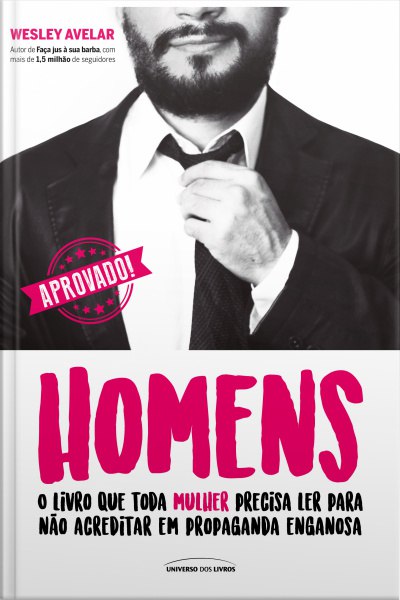 WESLEY AVELAR
Autor de Faça jus à sua barba, com
mais de 1,5 milhão de seguidores
APROVADO!
HOMENS
O LIVRO QUE TODA MULHER PRECISA LER PARA
NÃO ACREDITAR EM PROPAGANDA ENGANOSA
UNIVERSO DOS LIVROS